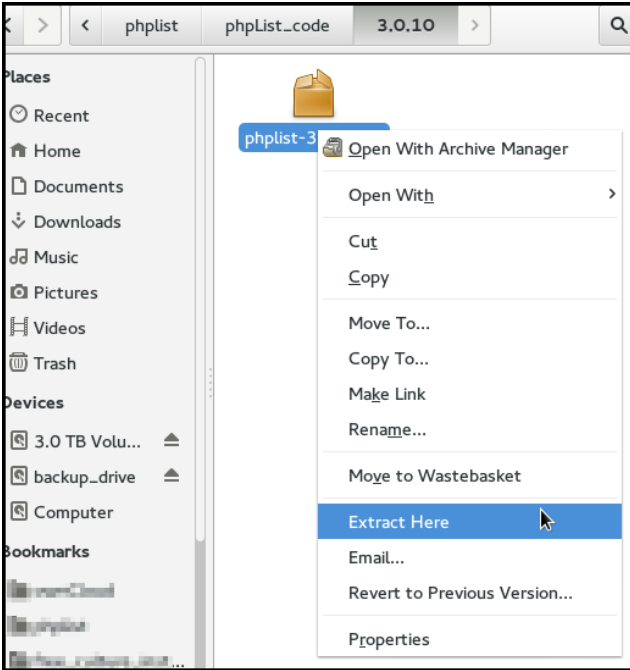 phplist phpList_code 3.0.10
Places
Recent
Home
Documents
Downloads
Music
Pictures
Videos
Trash
Devices
3.0 TB Volu...
backup_drive
Computer
Bookmarks
phplist-3
Open With Archive Manager
Open With
Cut
Copy
Move To...
Copy To...
Make Link
Rename...
Move to Wastebasket
Extract Here
Email...
Revert to Previous Version...
Properties